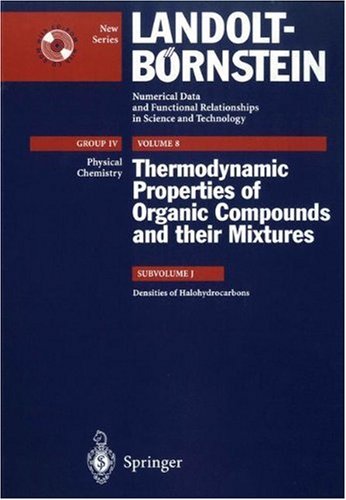 New
Series
LANDOLT-
BÖRNSTEIN
Numerical Data
and Functional Relationships
in Science and Technology
GROUP IV
VOLUME 8
Physical
Chemistry
Thermodynamic
Properties of
Organic Compounds
and their Mixtures
SUBVOLUME J
Densities of Halohydrocarbons
Springer